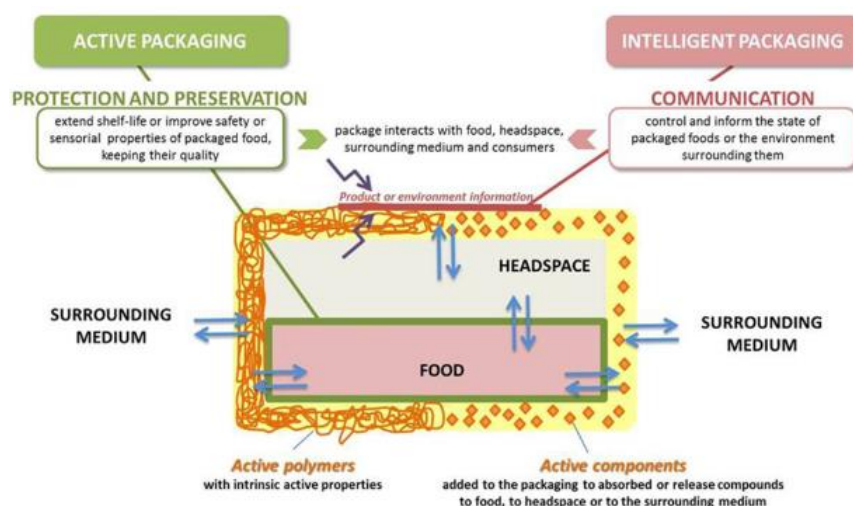 ACTIVE PACKAGING
INTELLIGENT PACKAGING
PROTECTION AND PRESERVATION
extend shelf-life or improve safety or
sensorial properties of packaged food,
keeping their quality
package interacts with food, headspace,
surrounding medium and consumers
COMMUNICATION
control and inform the state of
packaged foods or the environment
surrounding them
Product or environment information
HEADSPACE
SURROUNDING
MEDIUM
SURROUNDING
MEDIUM
FOOD
Active polymers
with intrinsic active properties
Active components
added to the packaging to absorbed or release compounds
to food, to headspace or to the surrounding medium